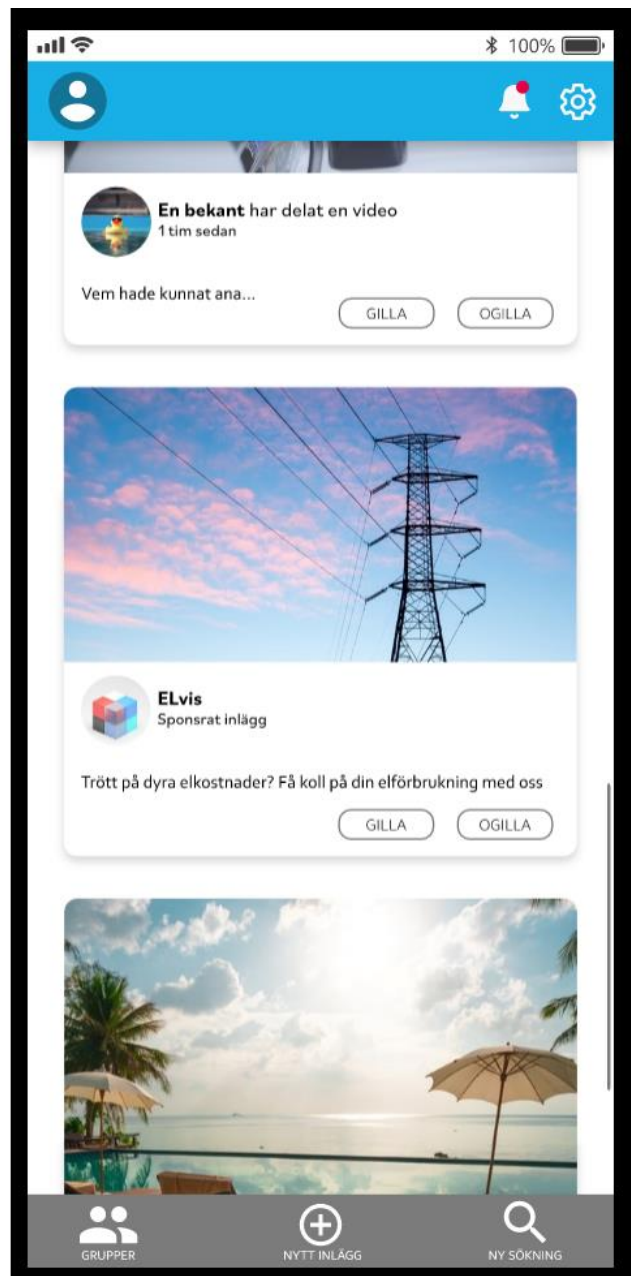 100%
En bekant har delat en video
1 tim sedan
Vem hade kunnat ana...
GILLA
OGILLA
ELvis
Sponsrat inlägg
Trött på dyra elkostnader? Få koll på din elförbrukning med oss
GILLA
OGILLA
GRUPPER
NYTT INLÄGG
NY SÖKNING